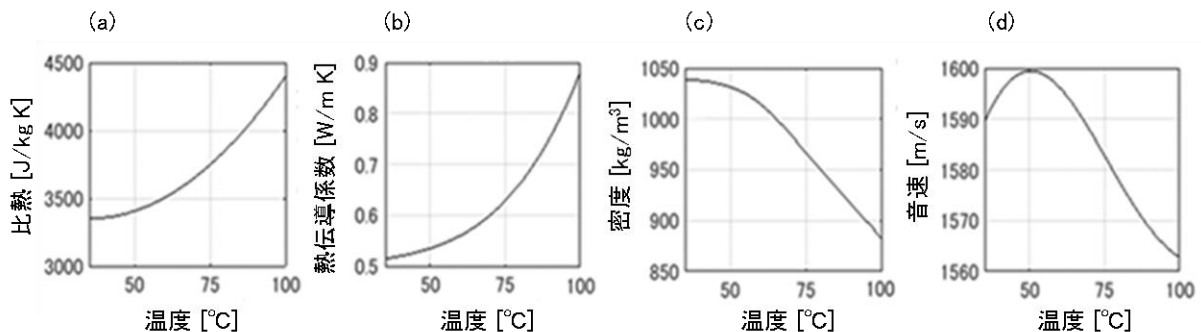 (a)
比熱 [J/kg K]
4500
4000
3500
3000
50 75 100
温度 [℃]
(b)
熱伝導係数 [W/m K]
0.9
0.8
0.7
0.6
0.5
50 75 100
温度 [℃]
(c)
密度 [kg/m³]
1050
1000
950
900
850
50 75 100
温度 [℃]
(d)
音速 [m/s]
1600
1590
1580
1570
1560
50 75 100
温度 [℃]